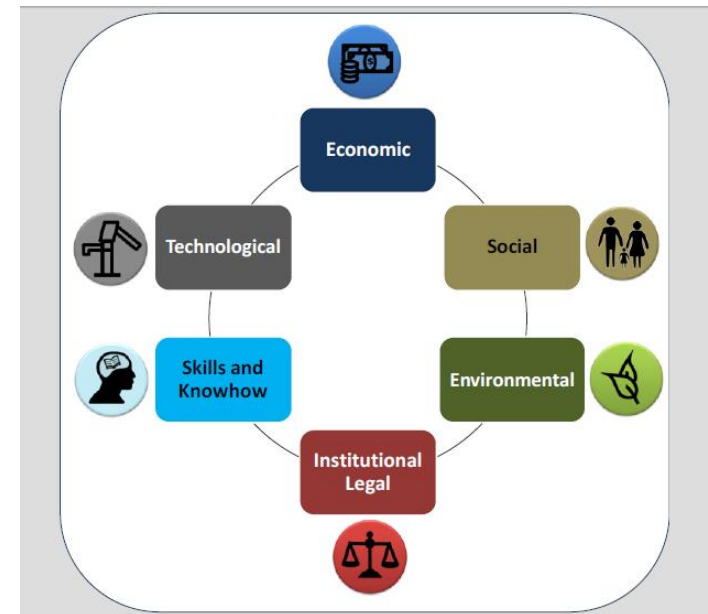 Economic
Technological
Social
Skills and
Knowhow
Environmental
Institutional
Legal